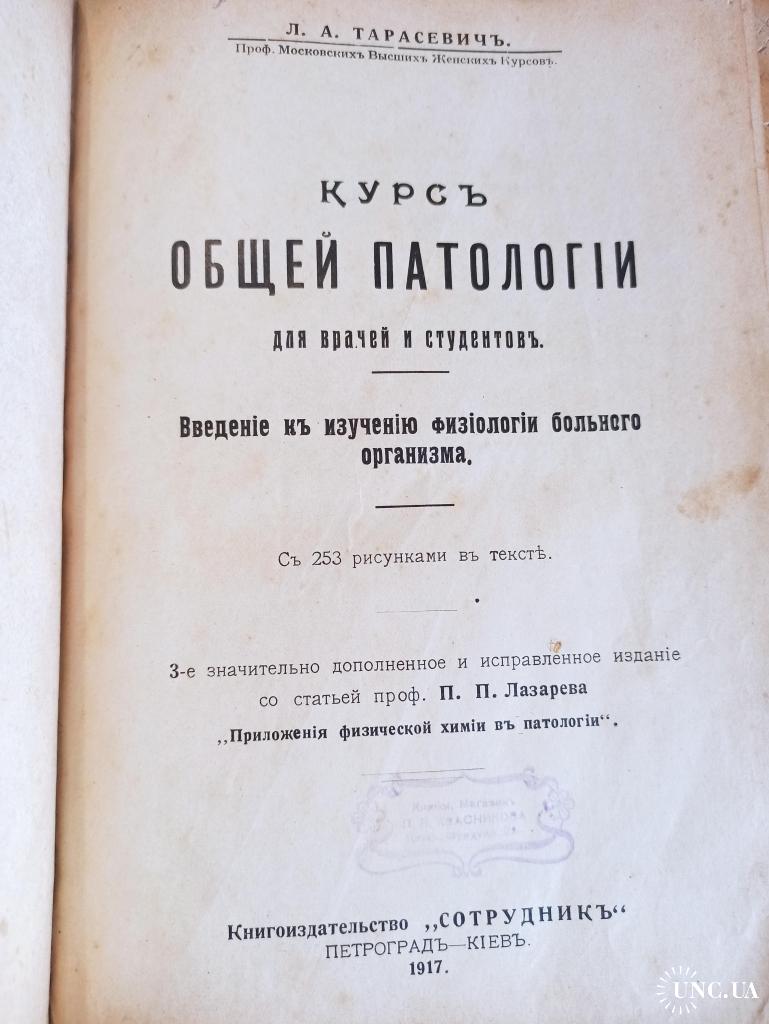 Л. А. ТАРАСЕВИЧЪ.
Проф. Московскихъ Высшихъ Женскихъ Курсовъ.
КУРСЪ
ОБЩЕЙ ПАТОЛОГІИ
для врачей и студентовъ.
Введеніе къ изученію физіологіи больного
организма.
Съ 253 рисунками въ текстѣ.
3-е значительно дополненное и исправленное изданіе
со статьей проф. П. П. Лазарева
„Приложенія физической химіи въ патологіи“.
Книжн. Магазинъ
Книгоиздательство „СОТРУДНИКЪ“
ПЕТРОГРАДЪ—КІЕВЪ.
1917.
UNC.UA